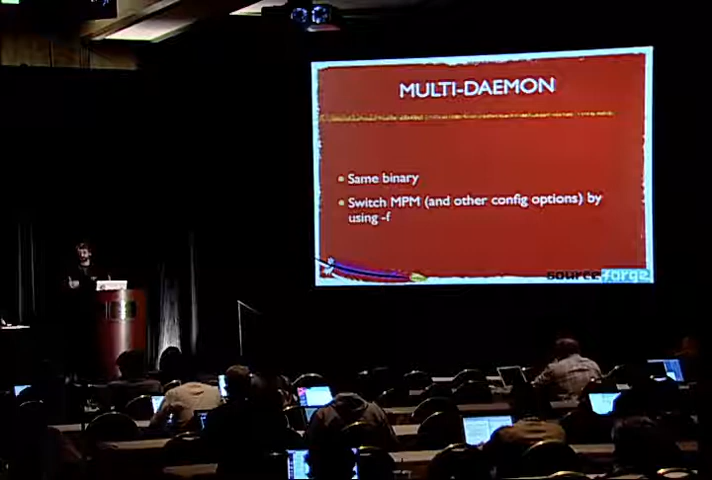 MULTI-DAEMON
Same binary
Switch MPM (and other config options) by
using -f
sourceforge